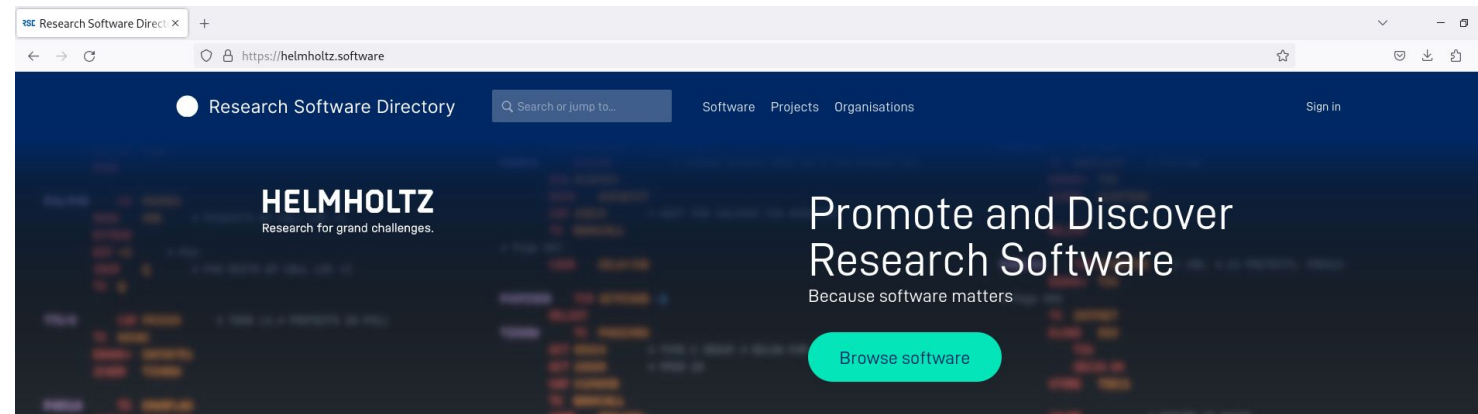 RSD Research Software Direct
https://helmholtz.software
Research Software Directory
Search or jump to...
Software Projects Organisations
Sign in
HELMHOLTZ
Research for grand challenges.
Promote and Discover
Research Software
Because software matters
Browse software